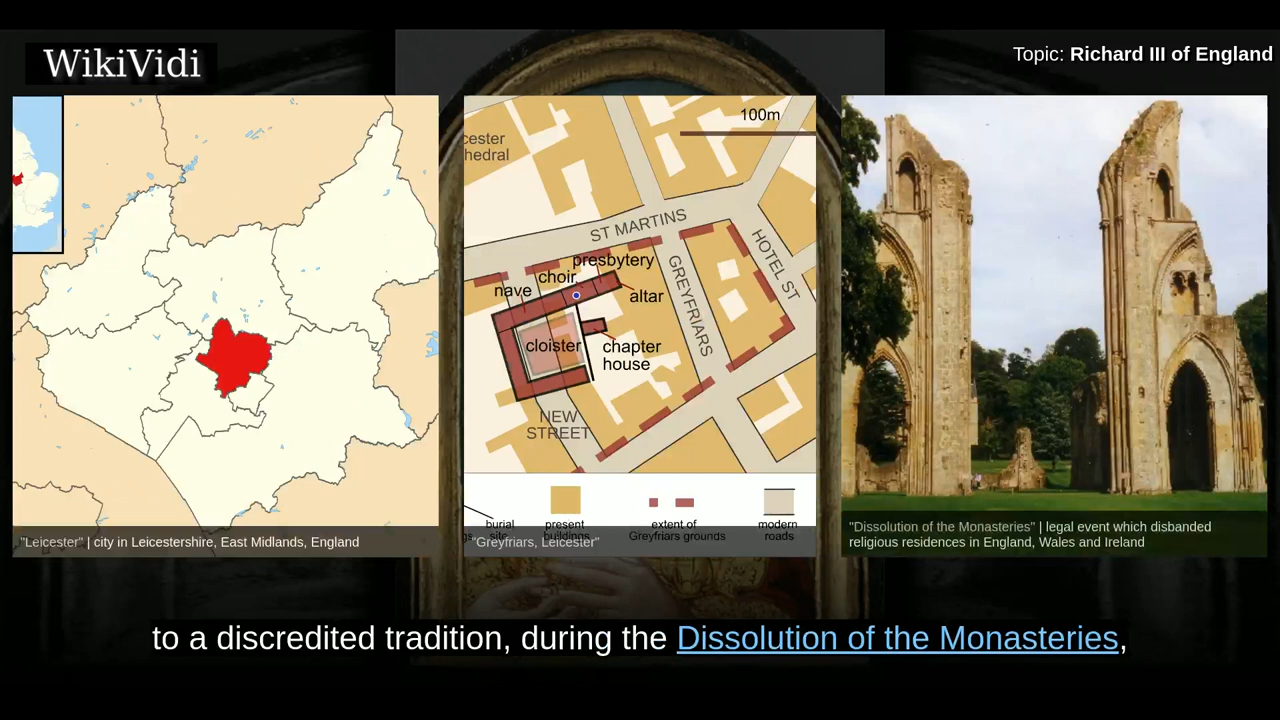 WikiVidi
Topic: Richard III of England
100m
cester
hedral
ST MARTINS
HOTEL ST
GREYFRIARS
presbytery
choir
nave
altar
cloister
chapter
house
NEW
STREET
burial
site
present
buildings
extent of
Greyfriars grounds
modern
roads
"Leicester" | city in Leicestershire, East Midlands, England
"Greyfriars, Leicester"
"Dissolution of the Monasteries" | legal event which disbanded
religious residences in England, Wales and Ireland
to a discredited tradition, during the Dissolution of the Monasteries,